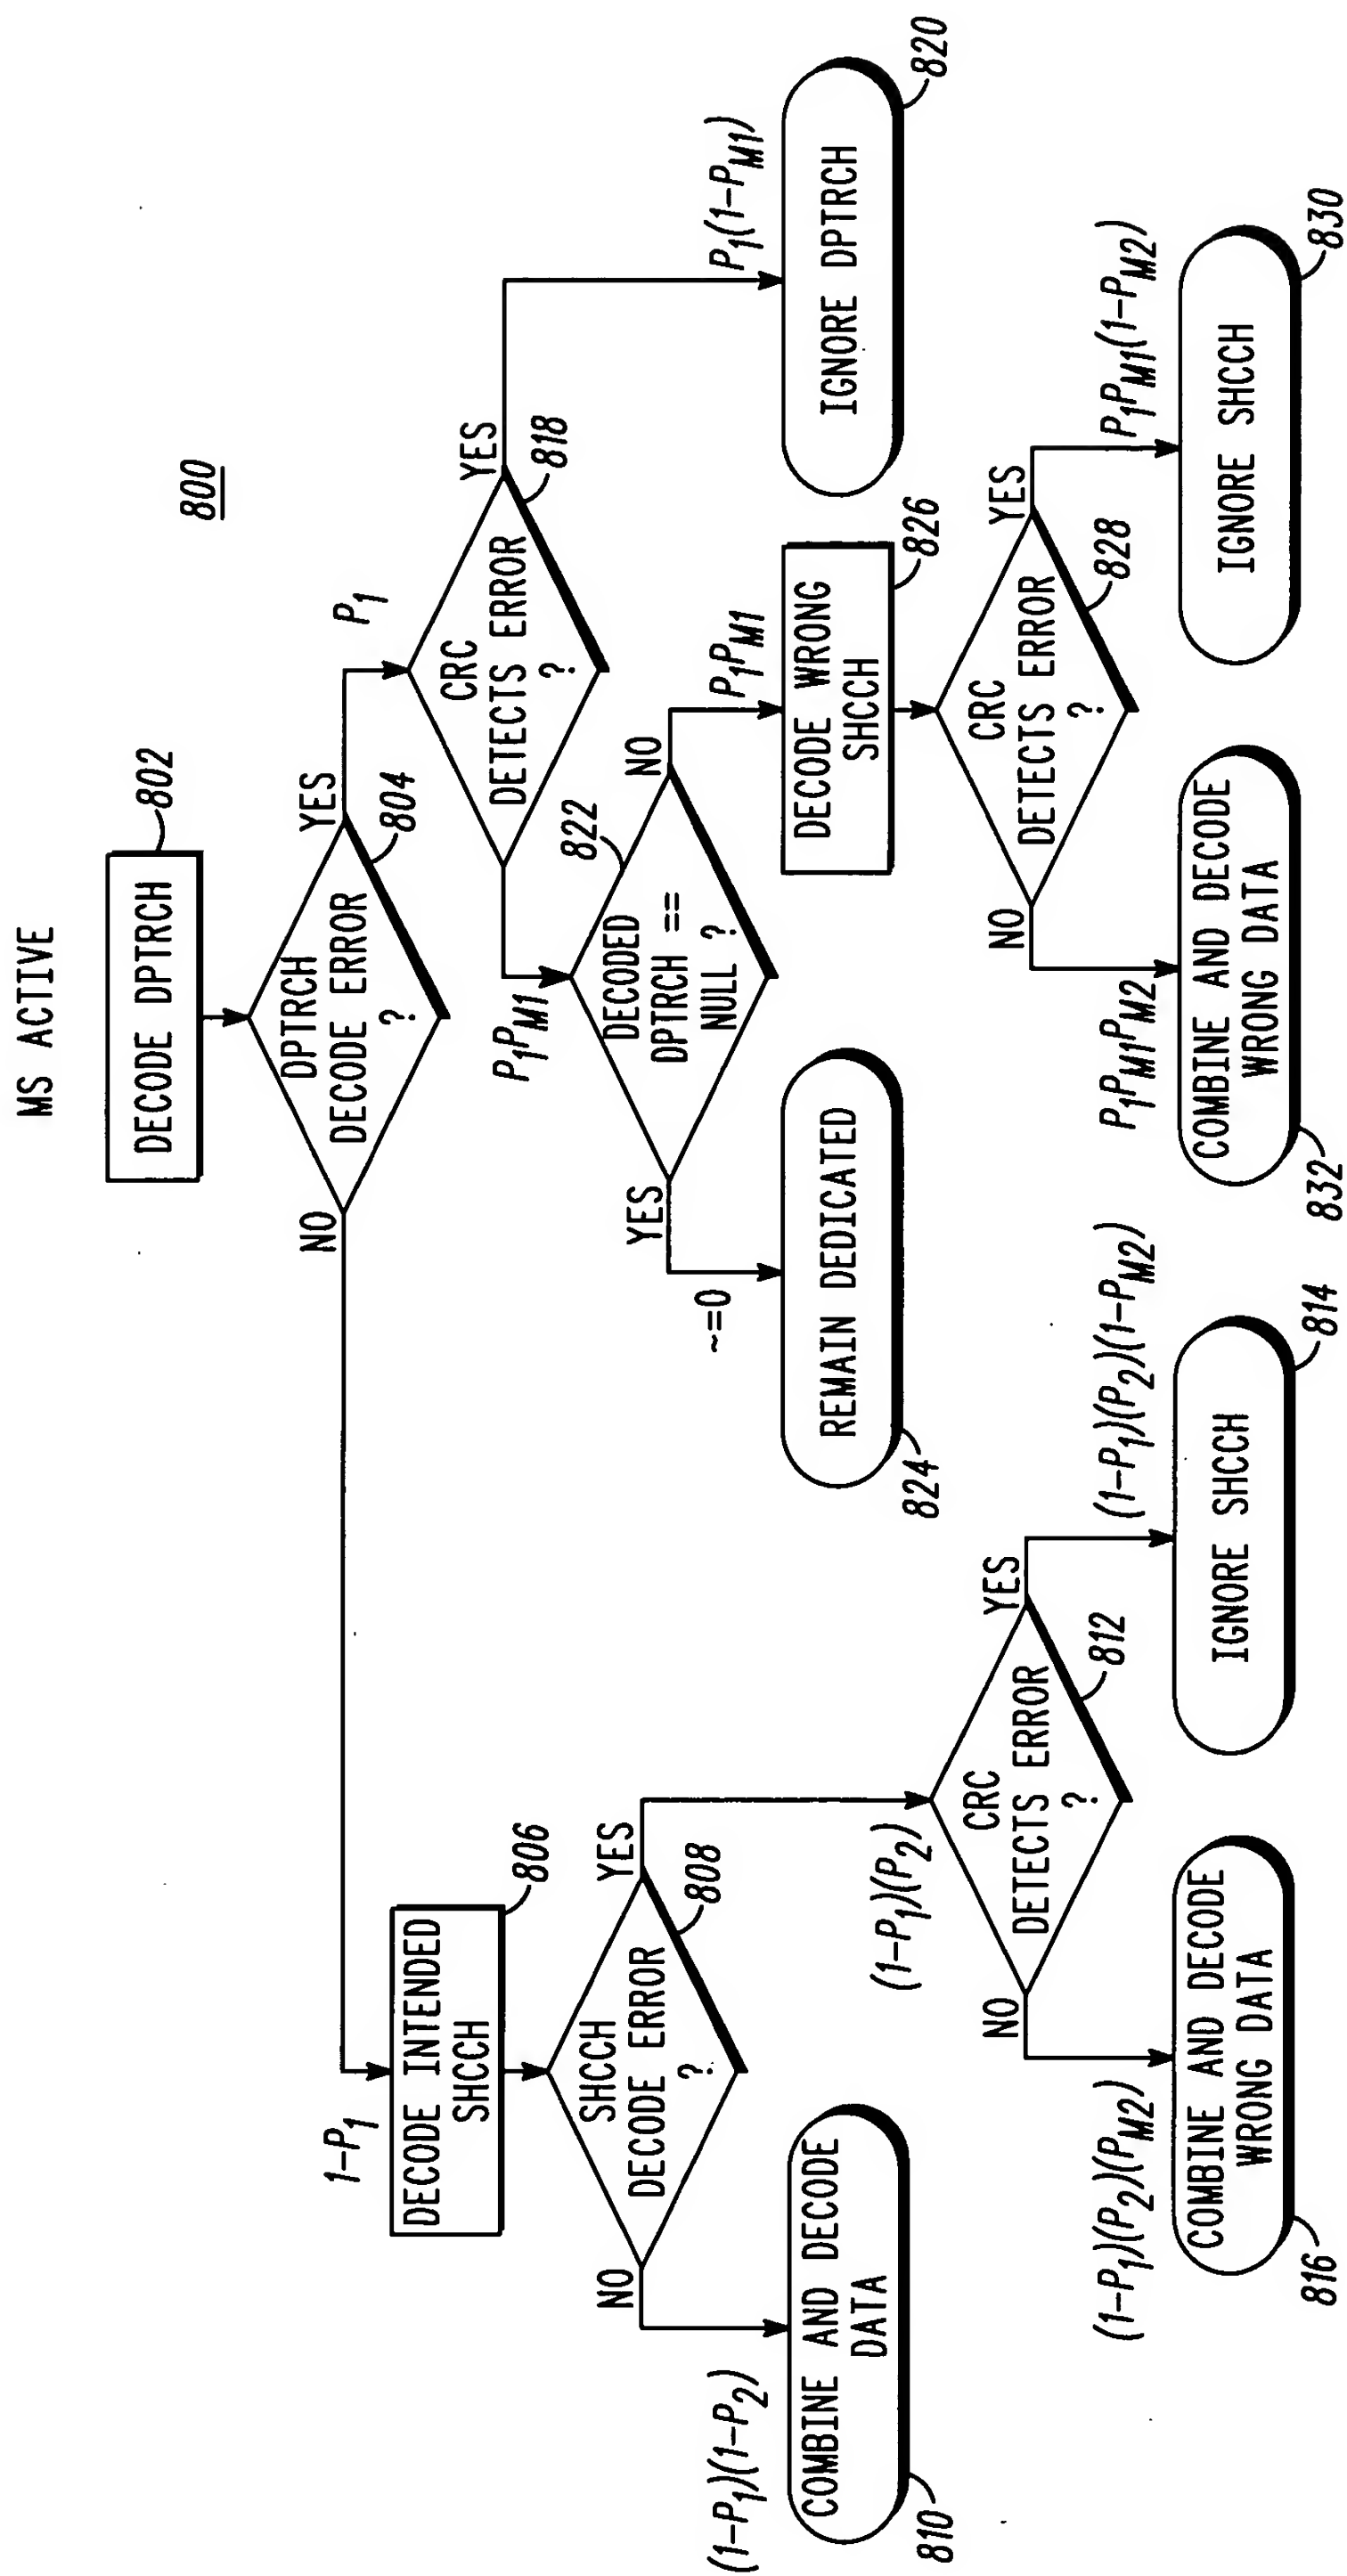 MS ACTIVE
800
DECODE DPTRCH
802
DPTRCH
DECODE ERROR
?
804
NO
YES
1-P1
P1
DECODE INTENDED
SHCCH
806
CRC
DETECTS ERROR
?
818
YES
P1PM1
P1(1-PM1)
SHCCH
DECODE ERROR
?
808
NO
YES
DECODED
DPTRCH ==
NULL ?
822
YES
NO
(1-P1)(1-P2)
~=0
P1PM1
COMBINE AND DECODE
DATA
810
REMAIN DEDICATED
824
DECODE WRONG
SHCCH
826
IGNORE DPTRCH
820
(1-P1)(P2)
CRC
DETECTS ERROR
?
812
NO
YES
CRC
DETECTS ERROR
?
828
NO
YES
(1-P1)(P2)(PM2)
(1-P1)(P2)(1-PM2)
P1PM1PM2
P1PM1(1-PM2)
COMBINE AND DECODE
WRONG DATA
816
IGNORE SHCCH
814
COMBINE AND DECODE
WRONG DATA
832
IGNORE SHCCH
830